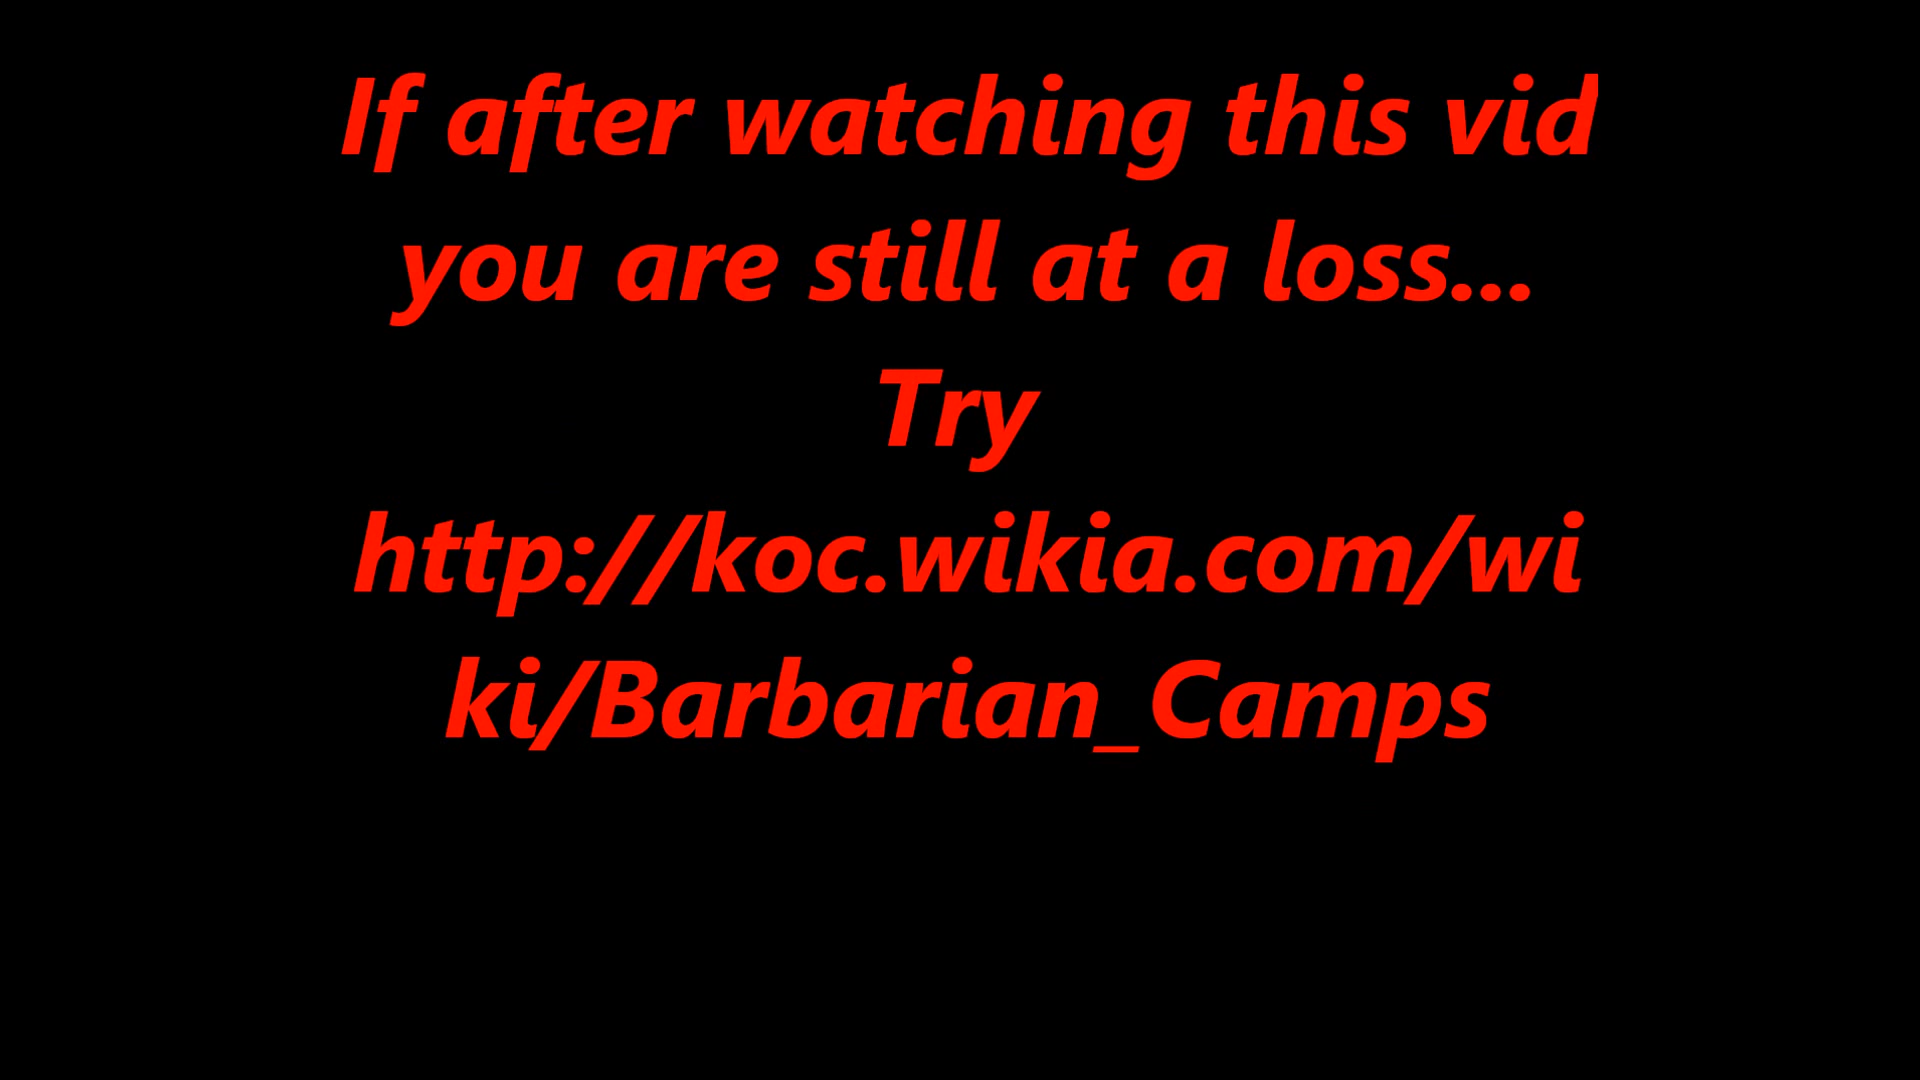 If after watching this vid
you are still at a loss...
Try
http://koc.wikia.com/wi
ki/Barbarian_Camps